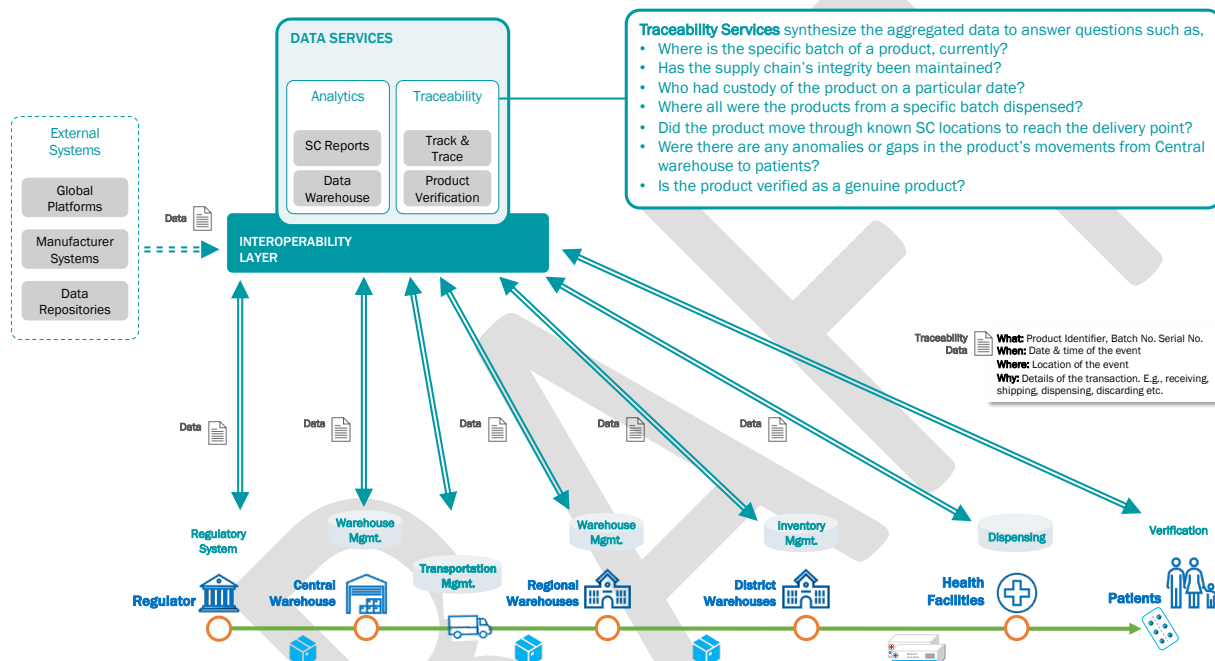 DATA SERVICES
Analytics
SC Reports
Data
Warehouse
Traceability
Track &
Trace
Product
Verification
Traceability Services synthesize the aggregated data to answer questions such as,
• Where is the specific batch of a product, currently?
• Has the supply chain's integrity been maintained?
• Who had custody of the product on a particular date?
• Where all were the products from a specific batch dispensed?
• Did the product move through known SC locations to reach the delivery point?
• Were there are any anomalies or gaps in the product's movements from Central
warehouse to patients?
• Is the product verified as a genuine product?
External
Systems
Global
Platforms
Manufacturer
Systems
Data
Repositories
Data
INTEROPERABILITY
LAYER
Traceability
Data
What: Product Identifier, Batch No. Serial No.
When: Date & time of the event
Where: Location of the event
Why: Details of the transaction. E.g., receiving,
shipping, dispensing, discarding etc.
Data
Data
Data
Data
Data
Regulatory
System
Warehouse
Mgmt.
Transportation
Mgmt.
Warehouse
Mgmt.
Inventory
Mgmt.
Dispensing
Verification
Regulator
Central
Warehouse
Regional
Warehouses
District
Warehouses
Health
Facilities
Patients